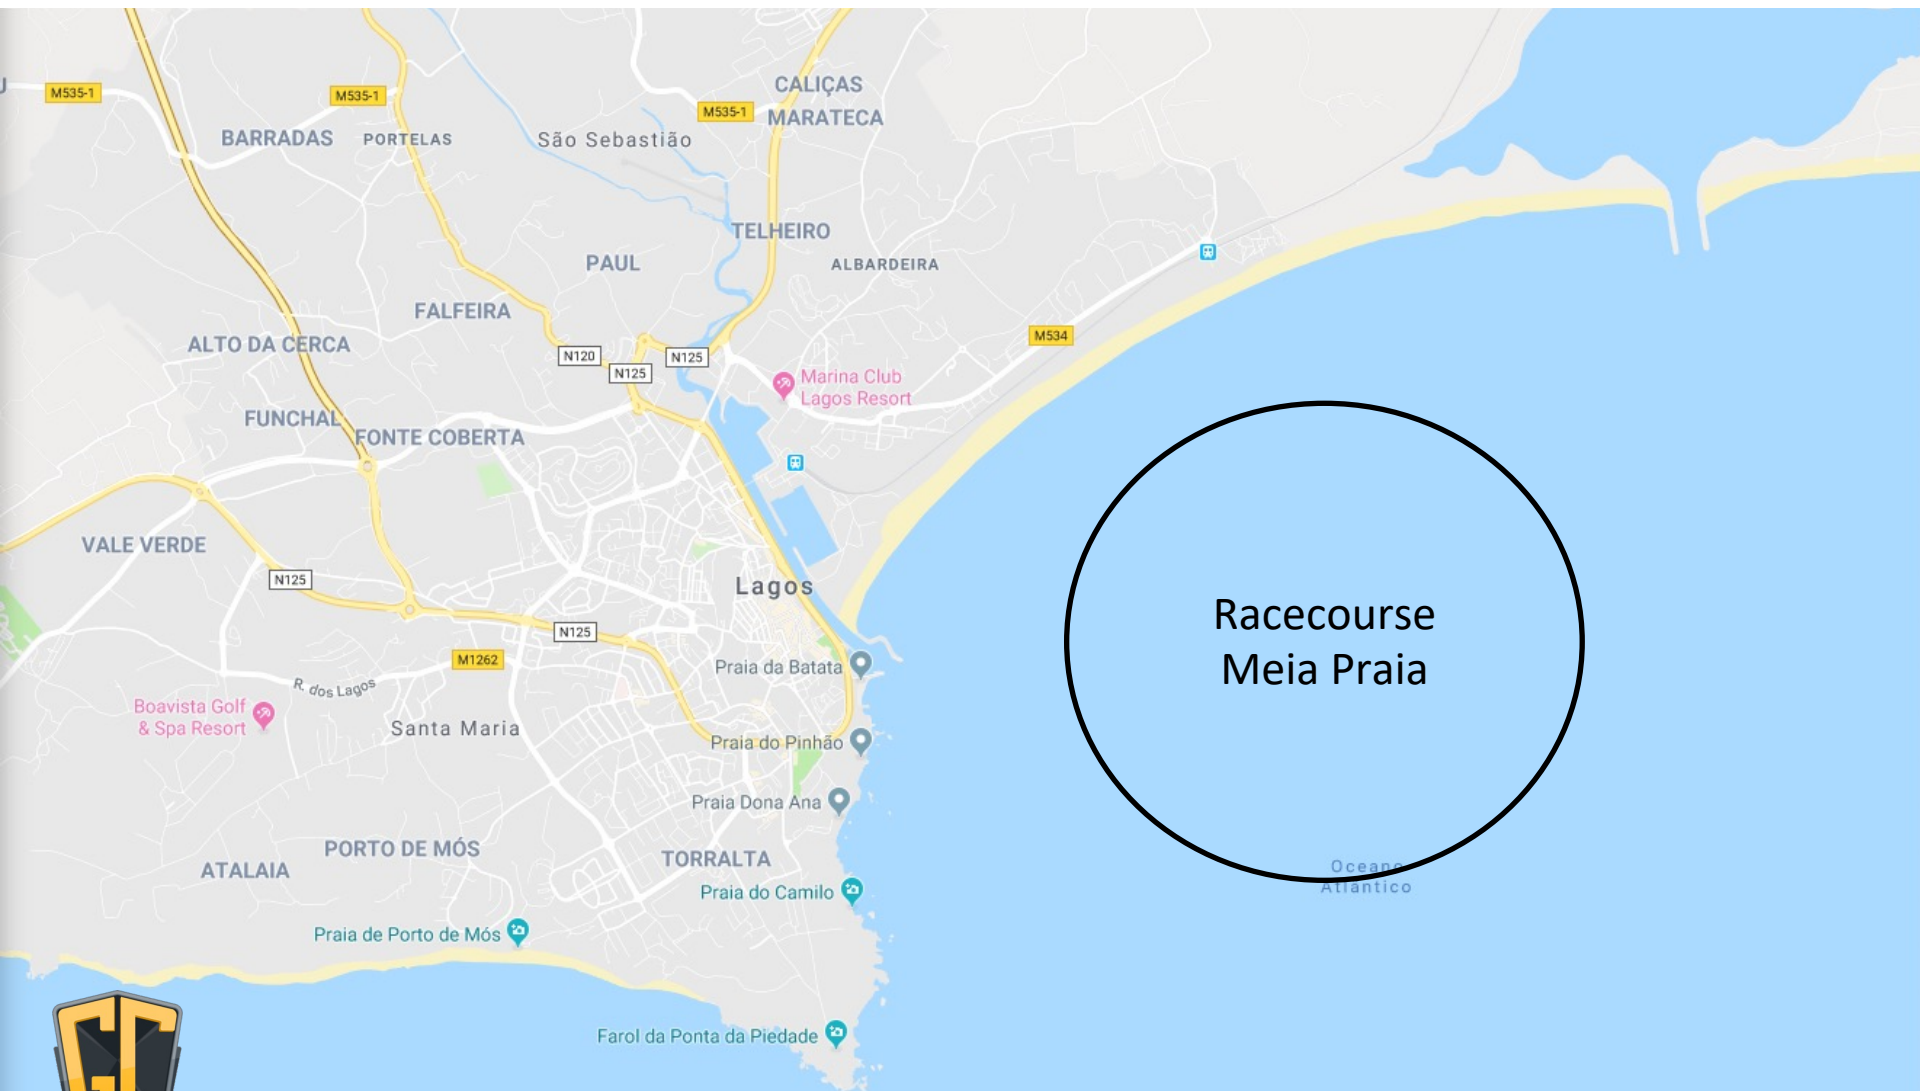 M535-1
M535-1
CALIÇAS
MARATECA
M535-1
BARRADAS
PORTELAS
São Sebastião
TELHEIRO
PAUL
ALBARDEIRA
FALFEIRA
M534
ALTO DA CERCA
N120
N125
N125
Marina Club
Lagos Resort
FUNCHAL
FONTE COBERTA
VALE VERDE
N125
Lagos
Racecourse
Meia Praia
N125
M1262
Praia da Batata
R. dos Lagos
Boavista Golf
& Spa Resort
Santa Maria
Praia do Pinhão
Praia Dona Ana
PORTO DE MÓS
TORRALTA
ATALAIA
Oceano
Atlantico
Praia do Camilo
Praia de Porto de Mós
Farol da Ponta da Piedade